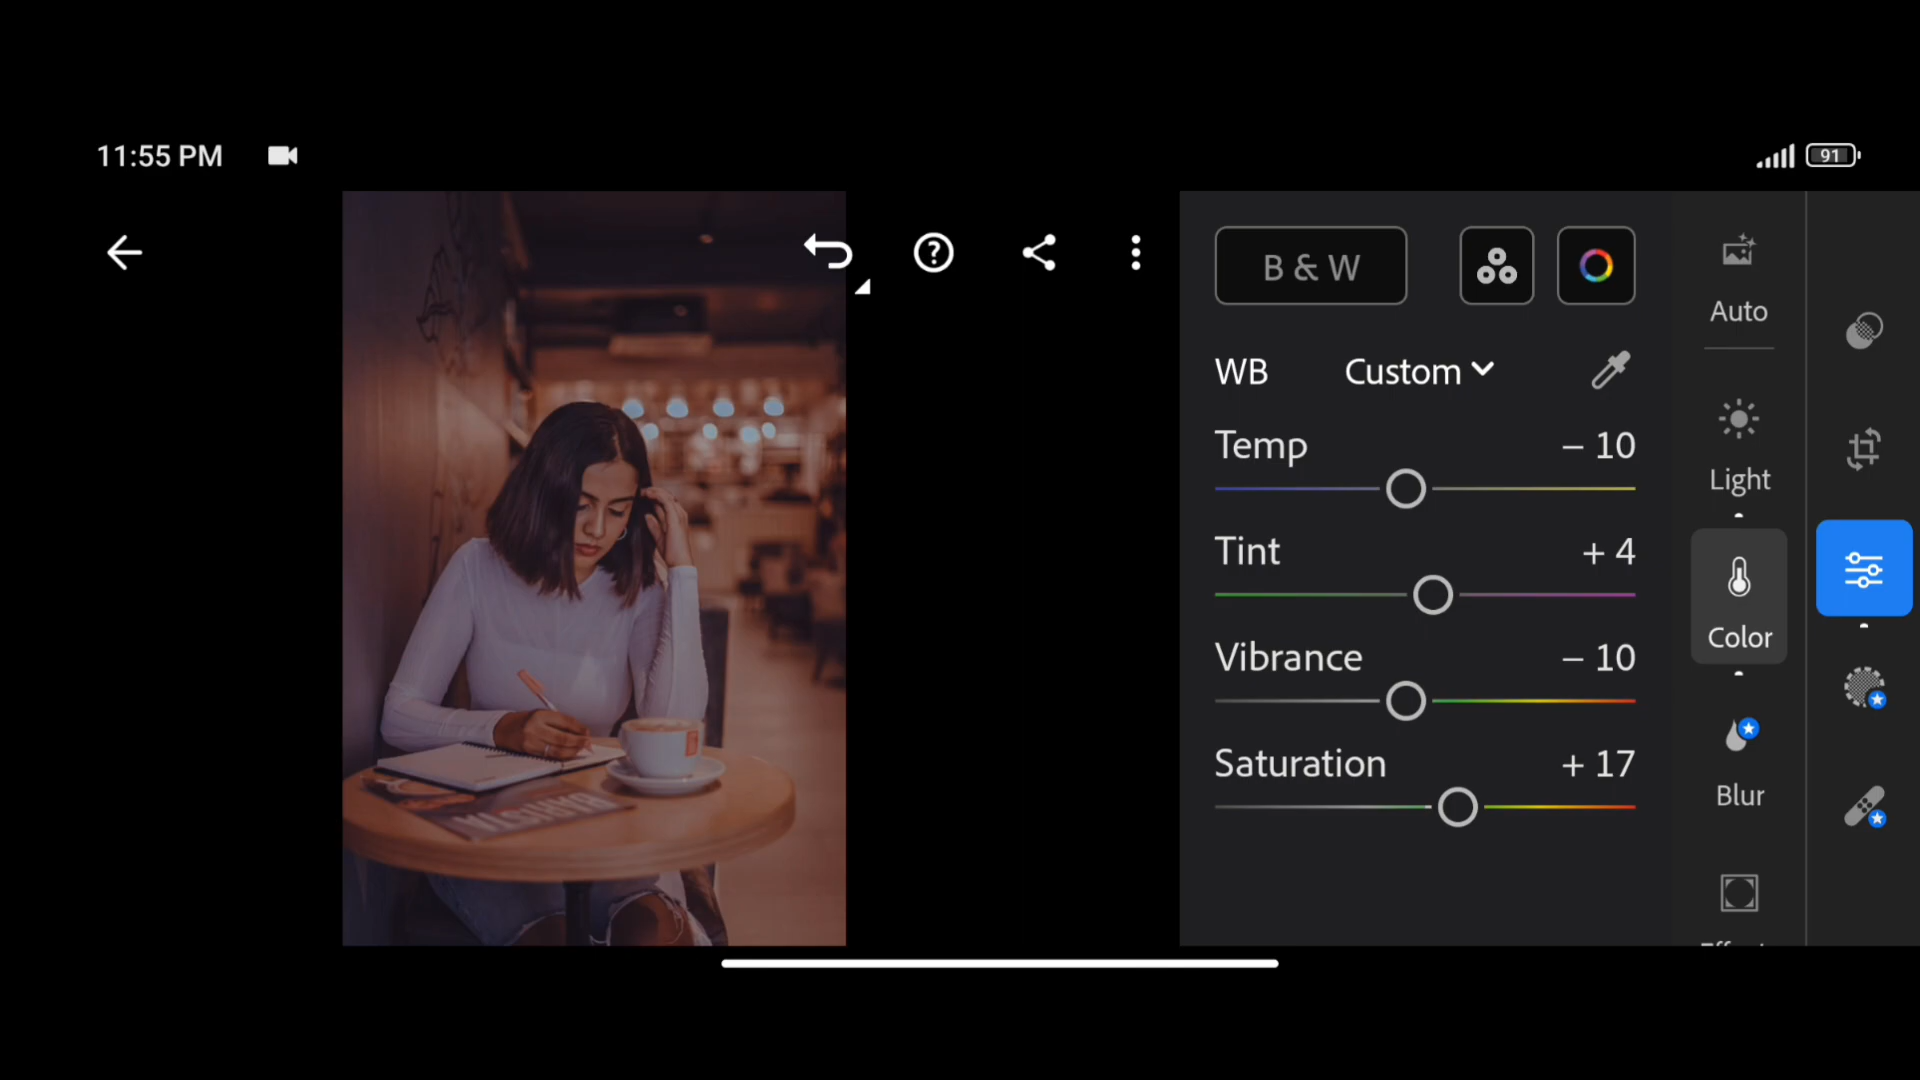 11:55 PM
91
B & W
Auto
WB Custom
Temp – 10
Light
Tint + 4
Color
Vibrance – 10
Saturation + 17
Blur